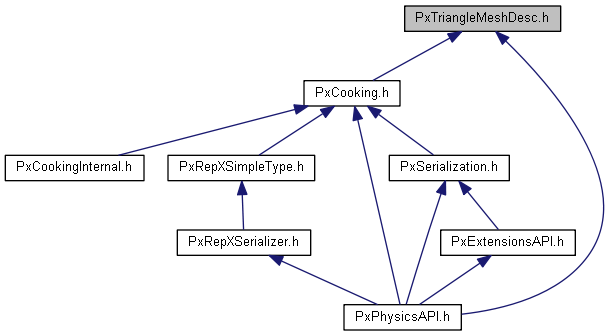 PxTriangleMeshDesc.h
PxCooking.h
PxCookingInternal.h
PxRepXSimpleType.h
PxSerialization.h
PxRepXSerializer.h
PxExtensionsAPI.h
PxPhysicsAPI.h